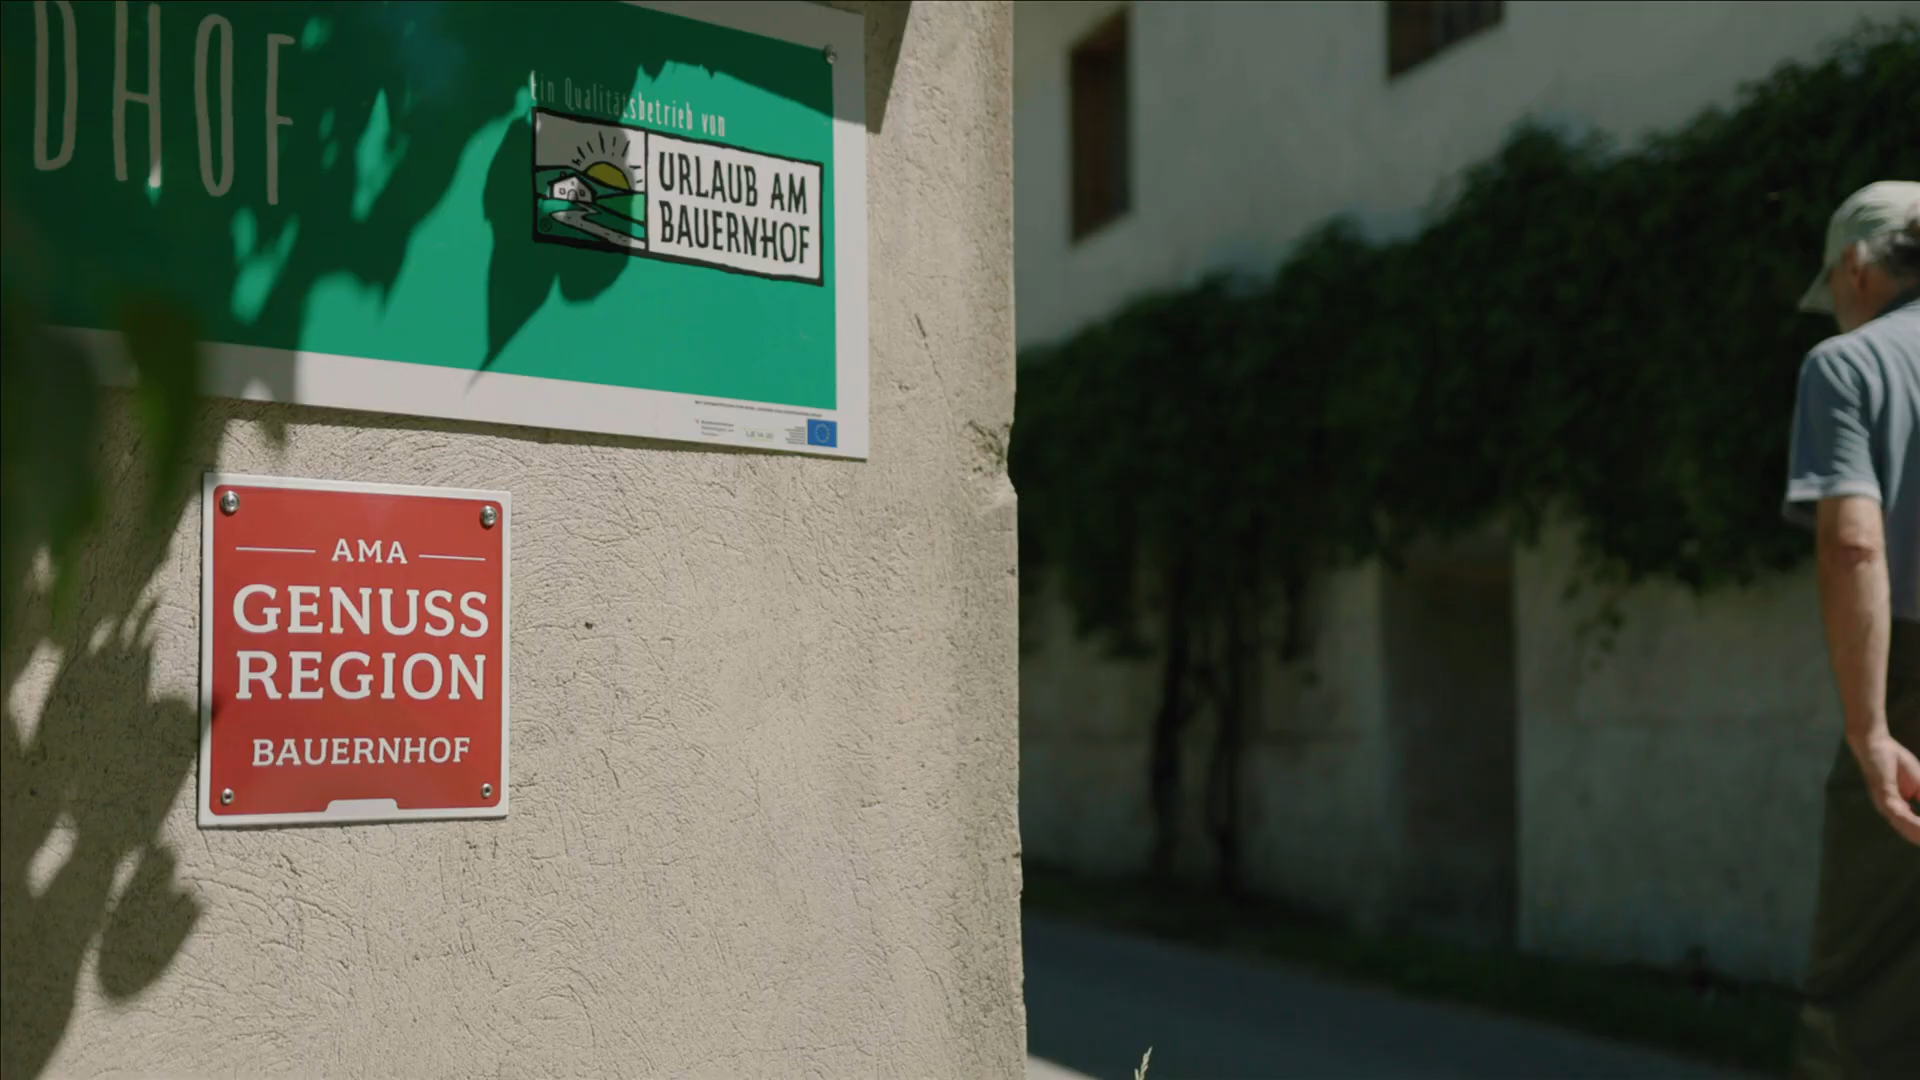 DHOF
Ein Qualitätsbetrieb von
URLAUB AM
BAUERNHOF
AMA
GENUSS
REGION
BAUERNHOF